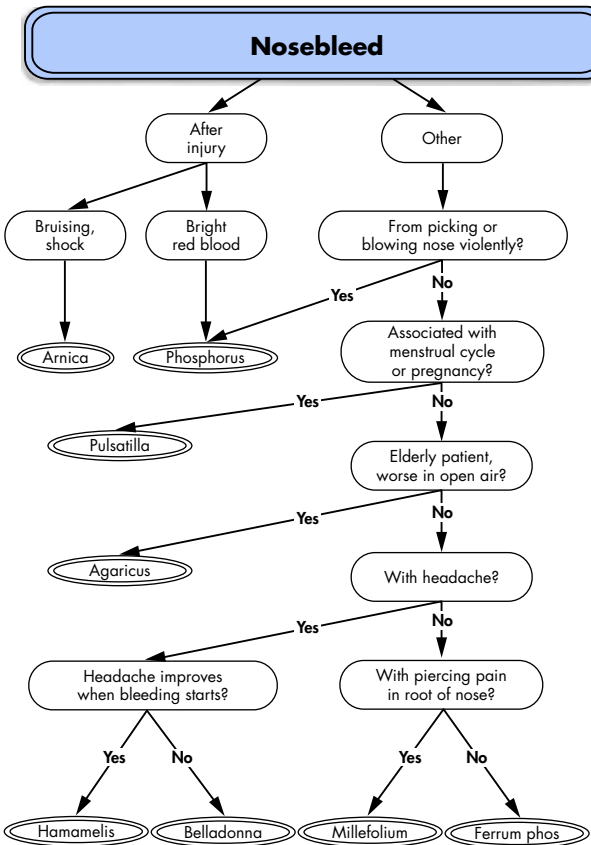 Nosebleed
After
injury
Other
Bruising,
shock
Bright
red blood
From picking or
blowing nose violently?
Yes
No
Arnica
Phosphorus
Associated with
menstrual cycle
or pregnancy?
Yes
No
Pulsatilla
Elderly patient,
worse in open air?
Yes
No
Agaricus
With headache?
Yes
No
Headache improves
when bleeding starts?
With piercing pain
in root of nose?
Yes
No
Yes
No
Hamamelis
Belladonna
Millefolium
Ferrum phos